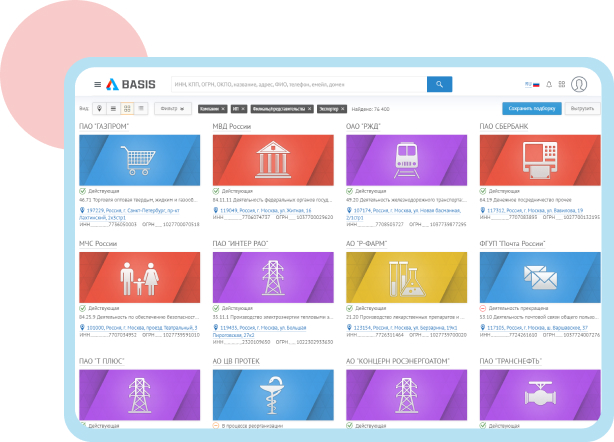 BASIS
ИНН, КПП, ОГРН, ОКПО, название, адрес, ФИО, телефон, емейл, домен
Вид: Фильтр Компании × ИП × Филиалы/представительства × Экспортер × Найдено: 76,400 Сохранить подборку Выгрузить
ПАО "ГАЗПРОМ" МВД России ОАО "РЖД" ПАО СБЕРБАНК
Действующая Действующая Действующая Действующая
46.71 Торговля оптовая твердым, жидким и газооб... 84.11.11 Деятельность федеральных органов госуд... 49.20 Деятельность железнодорожного транспорта:... 64.19 Денежное посредничество прочее
197229, Россия, г. Санкт-Петербург, пр-кт 119049, Россия, г. Москва, ул. Житная, 16 107174, Россия, г. Москва, ул. Новая Басманная, 117312, Россия, г. Москва, ул. Вавилова, 19
Лахтинский, 2к3стр1 ИНН 7706074737 ОГРН 1037700029620 2/1стр1 ИНН 7707083893 ОГРН 1027700132195
ИНН 7736050003 ОГРН 1027700070518 ИНН 7708503727 ОГРН 1037739877295
МЧС России ПАО "ИНТЕР РАО" АО "Р-ФАРМ" ФГУП "Почта России"
Действующая Действующая Действующая Деятельность прекращена
84.25.9 Деятельность по обеспечению безопасност... 35.11.1 Производство электроэнергии тепловыми э... 21.20 Производство лекарственных препаратов и ... 53.10 Деятельность почтовой связи общего пользо...
101000, Россия, г. Москва, проезд Театральный, 3 119435, Россия, г. Москва, ул. Большая 123154, Россия, г. Москва, ул. Берзарина, 19к1 117105, Россия, г. Москва, ш. Варшавское, 37
ИНН 7707034952 ОГРН 1027739591010 Пироговская, 27к2 ИНН 7726311464 ОГРН 1027739700020 ИНН 7724261610 ОГРН 1037724007276
ИНН 2320109650 ОГРН 1022302933630
ПАО "Т ПЛЮС" АО ЦВ ПРОТЕК АО "КОНЦЕРН РОСЭНЕРГОАТОМ" ПАО "ТРАНСНЕФТЬ"
Действующая В процессе реорганизации Действующая Действующая